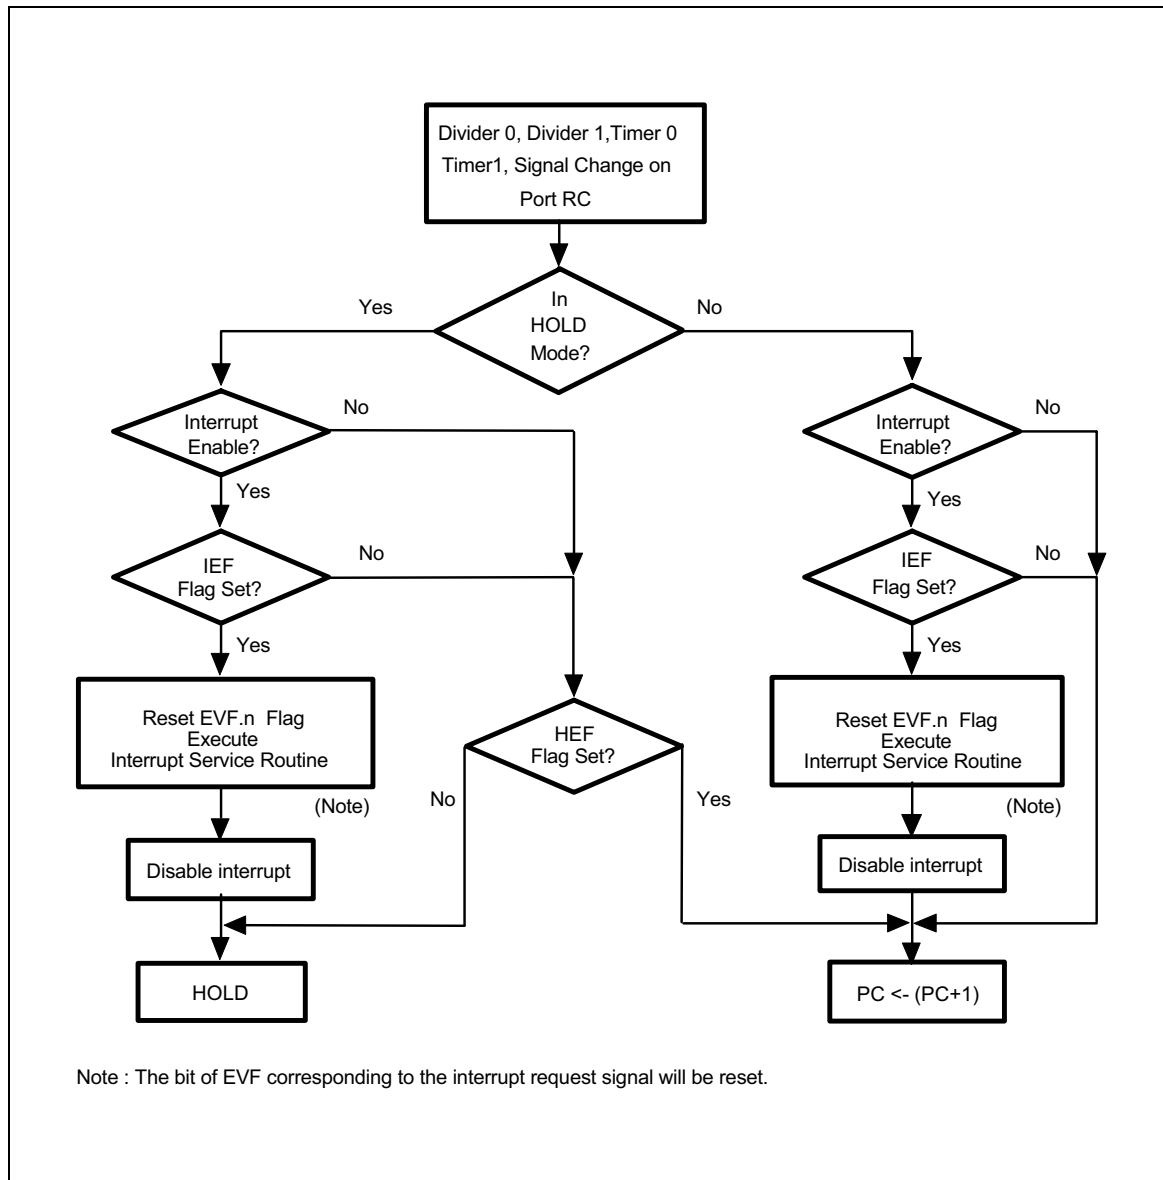 Divider 0, Divider 1,Timer 0
Timer1, Signal Change on
Port RC
In
HOLD
Mode?
Yes
No
Interrupt
Enable?
No
Yes
Interrupt
Enable?
No
Yes
IEF
Flag Set?
No
Yes
IEF
Flag Set?
No
Yes
Reset EVF.n Flag
Execute
Interrupt Service Routine
(Note)
HEF
Flag Set?
No
Yes
Reset EVF.n Flag
Execute
Interrupt Service Routine
(Note)
Disable interrupt
Disable interrupt
HOLD
PC <- (PC+1)
Note : The bit of EVF corresponding to the interrupt request signal will be reset.